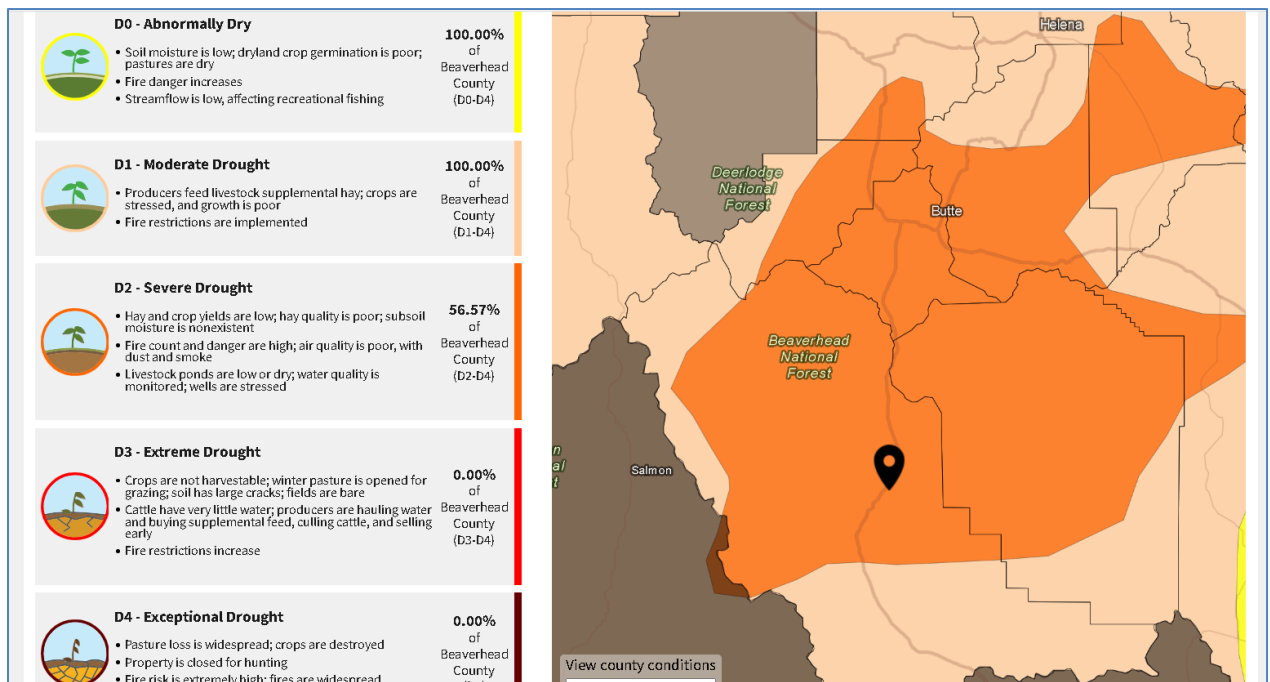 D0 - Abnormally Dry
• Soil moisture is low; dryland crop germination is poor;
pastures are dry
• Fire danger increases
• Streamflow is low, affecting recreational fishing
100.00%
of
Beaverhead
County
(D0-D4)
D1 - Moderate Drought
• Producers feed livestock supplemental hay; crops are
stressed, and growth is poor
• Fire restrictions are implemented
100.00%
of
Beaverhead
County
(D1-D4)
D2 - Severe Drought
• Hay and crop yields are low; hay quality is poor; subsoil
moisture is nonexistent
• Fire count and danger are high; air quality is poor, with
dust and smoke
• Livestock ponds are low or dry; water quality is
monitored; wells are stressed
56.57%
of
Beaverhead
County
(D2-D4)
D3 - Extreme Drought
• Crops are not harvestable; winter pasture is opened for
grazing; soil has large cracks; fields are bare
• Cattle have very little water; producers are hauling water
and buying supplemental feed, culling cattle, and selling
early
• Fire restrictions increase
0.00%
of
Beaverhead
County
(D3-D4)
D4 - Exceptional Drought
• Pasture loss is widespread; crops are destroyed
• Property is closed for hunting
• Fire risk is extremely high; fires are widespread
0.00%
of
Beaverhead
County
Helena
Deerlodge
National
Forest
Butte
Beaverhead
National
Forest
Salmon
n
al
t
View county conditions